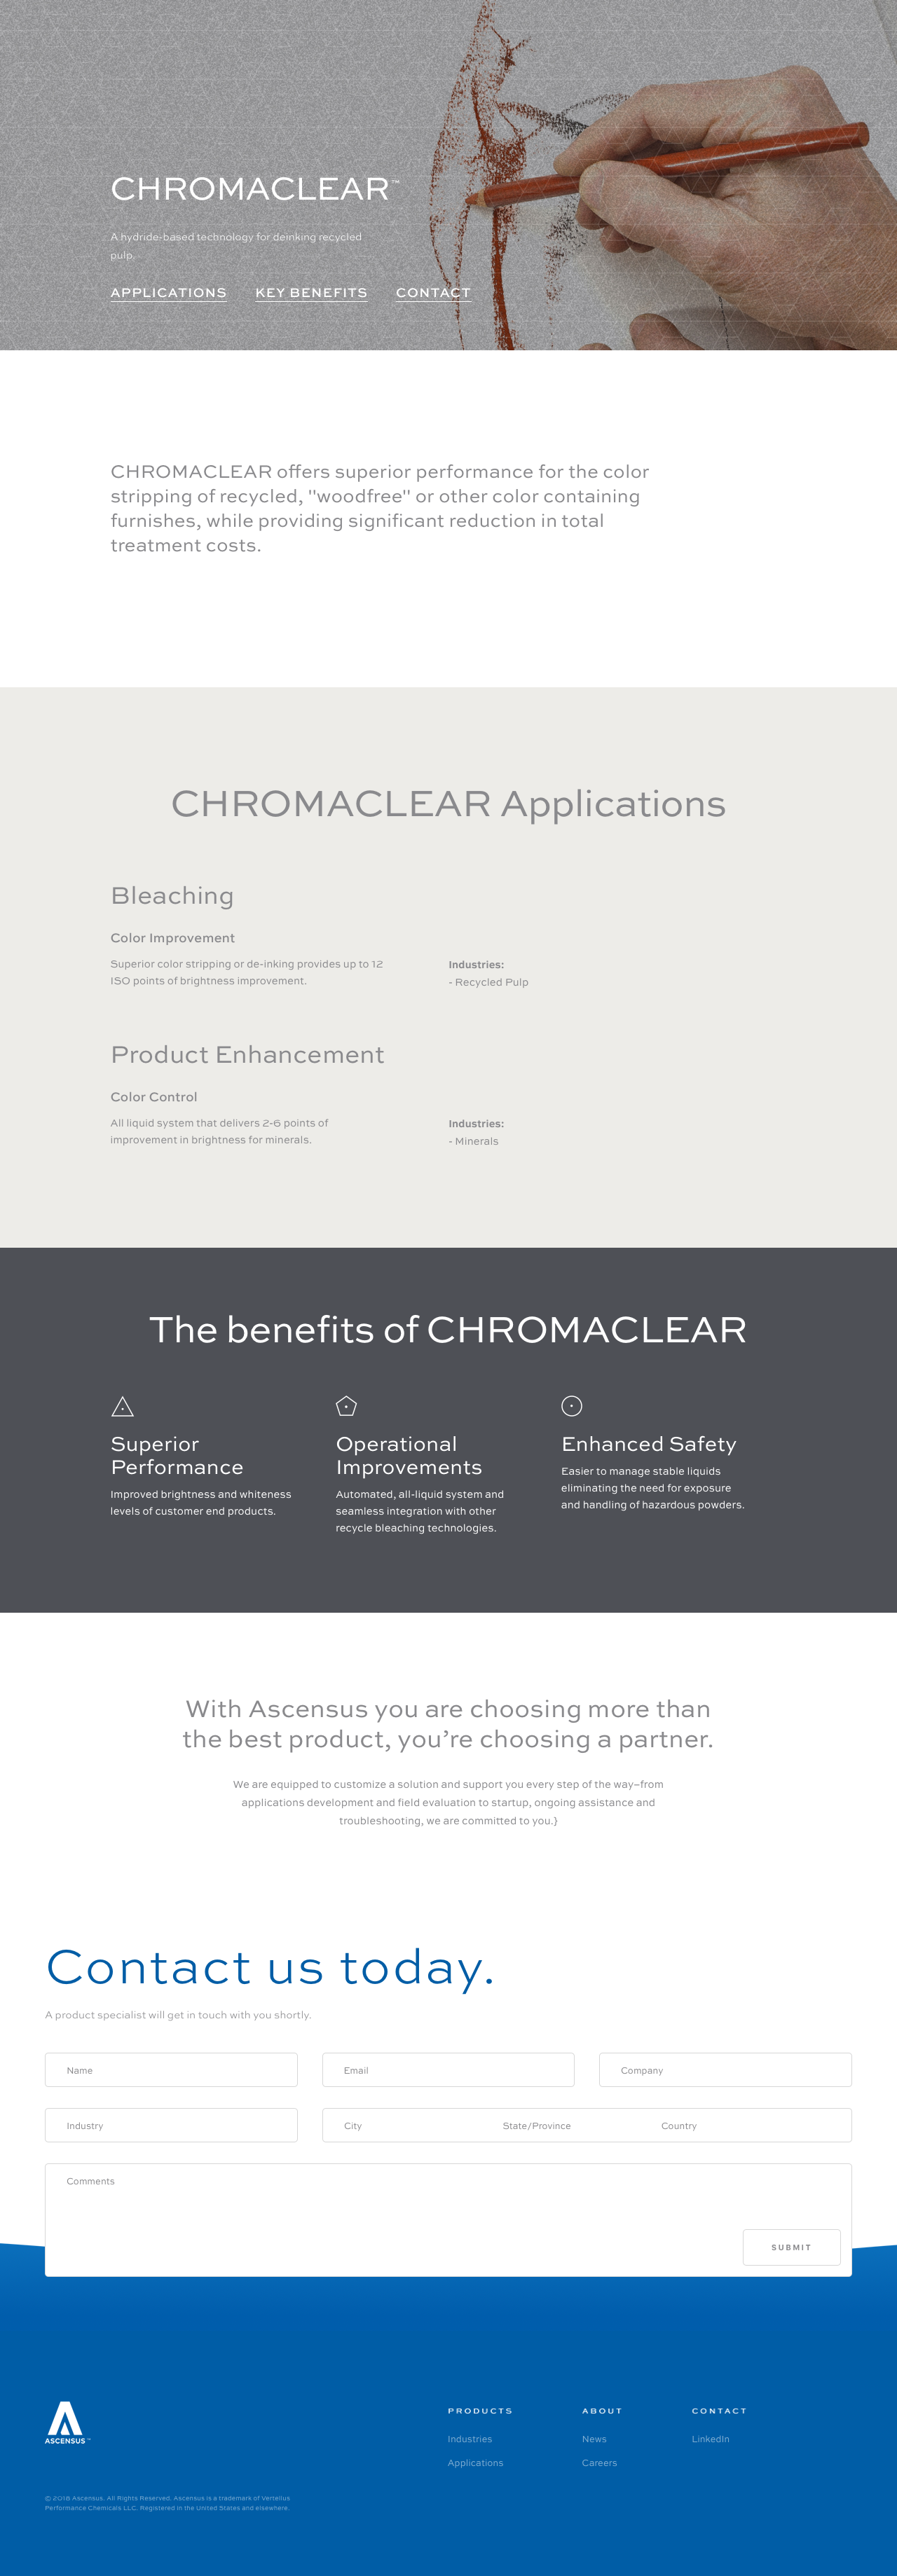 CHROMACLEAR™
A hydride-based technology for deinking recycled
pulp.
APPLICATIONS KEY BENEFITS CONTACT
CHROMACLEAR offers superior performance for the color
stripping of recycled, "woodfree" or other color containing
furnishes, while providing significant reduction in total
treatment costs.
CHROMACLEAR Applications
Bleaching
Color Improvement
Superior color stripping or de-inking provides up to 12
ISO points of brightness improvement.
Industries:
- Recycled Pulp
Product Enhancement
Color Control
All liquid system that delivers 2-6 points of
improvement in brightness for minerals.
Industries:
- Minerals
The benefits of CHROMACLEAR
Superior
Performance
Improved brightness and whiteness
levels of customer end products.
Operational
Improvements
Automated, all-liquid system and
seamless integration with other
recycle bleaching technologies.
Enhanced Safety
Easier to manage stable liquids
eliminating the need for exposure
and handling of hazardous powders.
With Ascensus you are choosing more than
the best product, you’re choosing a partner.
We are equipped to customize a solution and support you every step of the way–from
applications development and field evaluation to startup, ongoing assistance and
troubleshooting, we are committed to you.}
Contact us today.
A product specialist will get in touch with you shortly.
Name Email Company
Industry City State/Province Country
Comments
SUBMIT
ASCENSUS™
PRODUCTS
Industries
Applications
ABOUT
News
Careers
CONTACT
LinkedIn
© 2018 Ascensus. All Rights Reserved. Ascensus is a trademark of Vertellus
Performance Chemicals LLC. Registered in the United States and elsewhere.